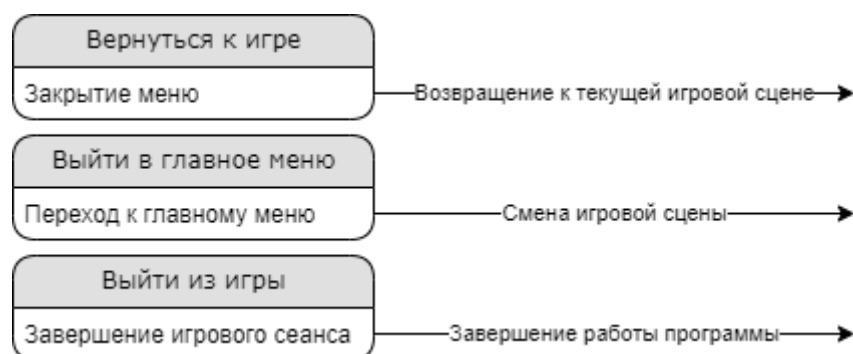 Вернуться к игре
Закрытие меню
Возвращение к текущей игровой сцене
Выйти в главное меню
Переход к главному меню
Смена игровой сцены
Выйти из игры
Завершение игрового сеанса
Завершение работы программы